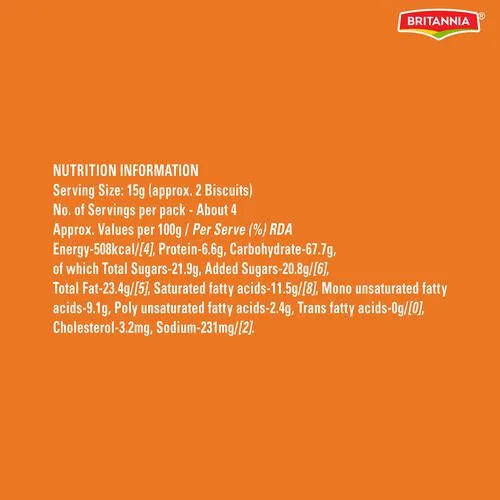 BRITANNIA®
NUTRITION INFORMATION
Serving Size: 15g (approx. 2 Biscuits)
No. of Servings per pack - About 4
Approx. Values per 100g / Per Serve (%) RDA
Energy-508kcal/[4], Protein-6.6g, Carbohydrate-67.7g,
of which Total Sugars-21.9g, Added Sugars-20.8g/[6],
Total Fat-23.4g/[5], Saturated fatty acids-11.5g/[8], Mono unsaturated fatty
acids-9.1g, Poly unsaturated fatty acids-2.4g, Trans fatty acids-0g/[0],
Cholesterol-3.2mg, Sodium-231mg/[2].